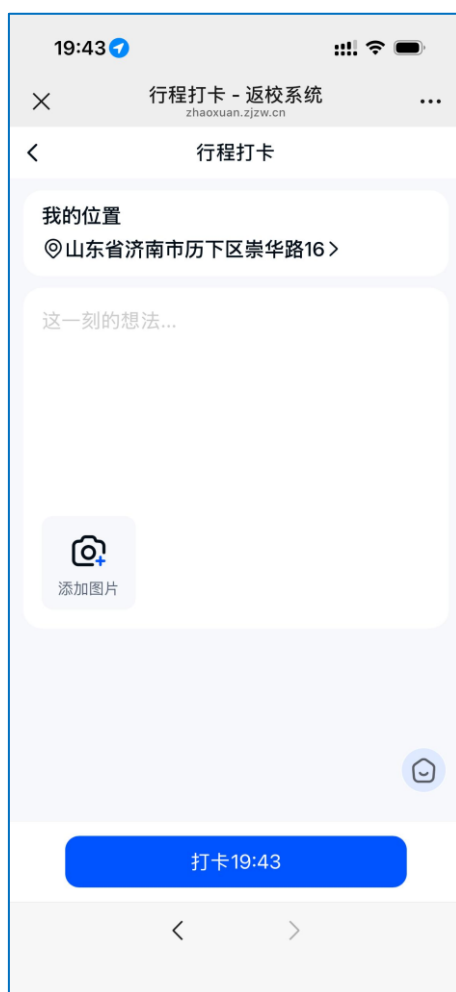 19:43
行程打卡 - 返校系统
zhaoxuan.zjzw.cn
行程打卡
我的位置
山东省济南市历下区崇华路16
这一刻的想法...
添加图片
打卡19:43